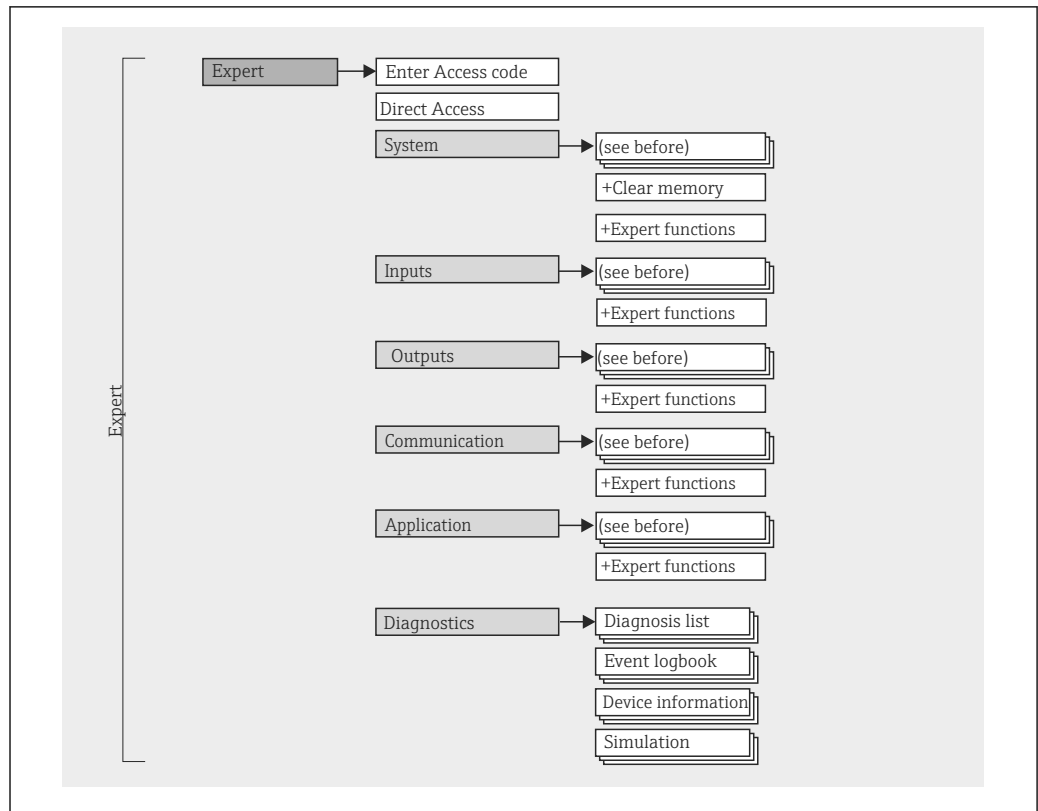 Expert
Enter Access code
Direct Access
System
(see before)
+Clear memory
+Expert functions
Inputs
(see before)
+Expert functions
Outputs
(see before)
+Expert functions
Expert
Communication
(see before)
+Expert functions
Application
(see before)
+Expert functions
Diagnostics
Diagnosis list
Event logbook
Device information
Simulation